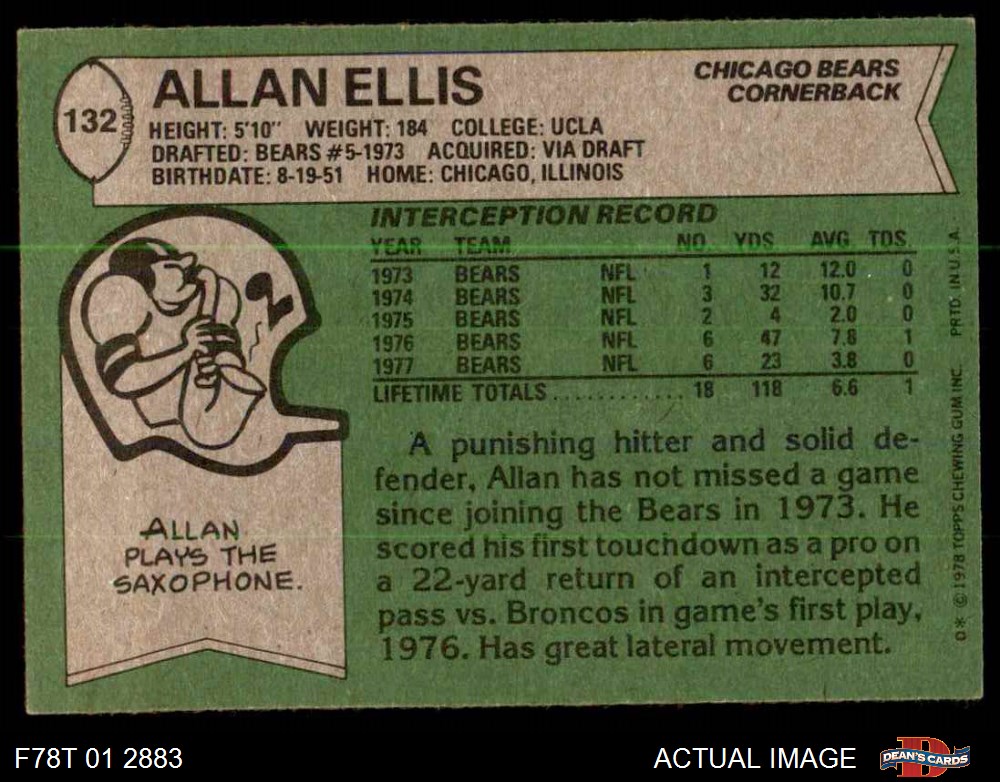 132
ALLAN ELLIS
CHICAGO BEARS
CORNERBACK
HEIGHT: 5'10" WEIGHT: 184 COLLEGE: UCLA
DRAFTED: BEARS #5-1973 ACQUIRED: VIA DRAFT
BIRTHDATE: 8-19-51 HOME: CHICAGO, ILLINOIS
INTERCEPTION RECORD
YEAR TEAM NO. YDS. AVG. TDS.
1973 BEARS NFL 1 12 12.0 0
1974 BEARS NFL 3 32 10.7 0
1975 BEARS NFL 2 4 2.0 0
1976 BEARS NFL 6 47 7.8 1
1977 BEARS NFL 6 23 3.8 0
LIFETIME TOTALS............ 18 118 6.6 1
A punishing hitter and solid de-
fender, Allan has not missed a game
since joining the Bears in 1973. He
scored his first touchdown as a pro on
a 22-yard return of an intercepted
pass vs. Broncos in game's first play,
1976. Has great lateral movement.
ALLAN
PLAYS THE
SAXOPHONE.
D* © 1978 TOPPS CHEWING GUM INC. PRTD. IN U.S.A.
F78T 01 2883
ACTUAL IMAGE
DEAN'S CARDS